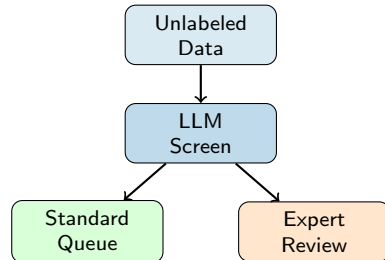 Unlabeled
Data
LLM
Screen
Standard
Queue
Expert
Review